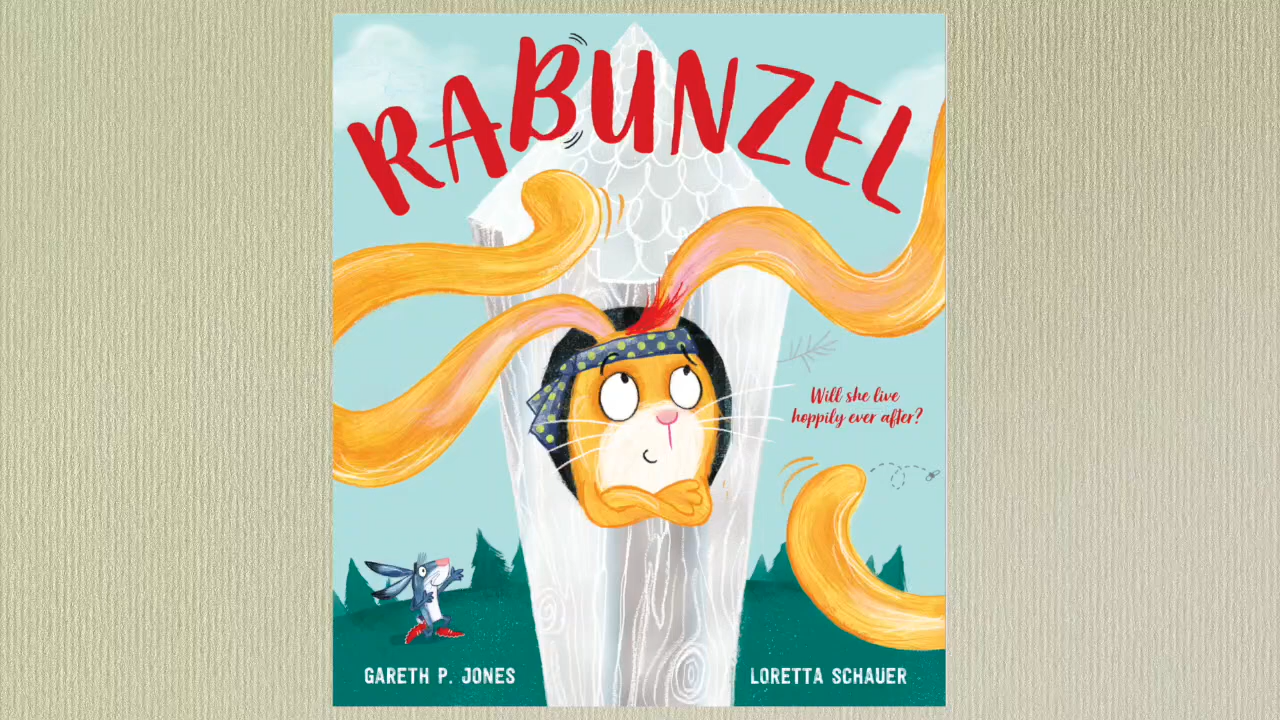 RABUNZEL
Will she live
hoppily ever after?
GARETH P. JONES
LORETTA SCHAUER